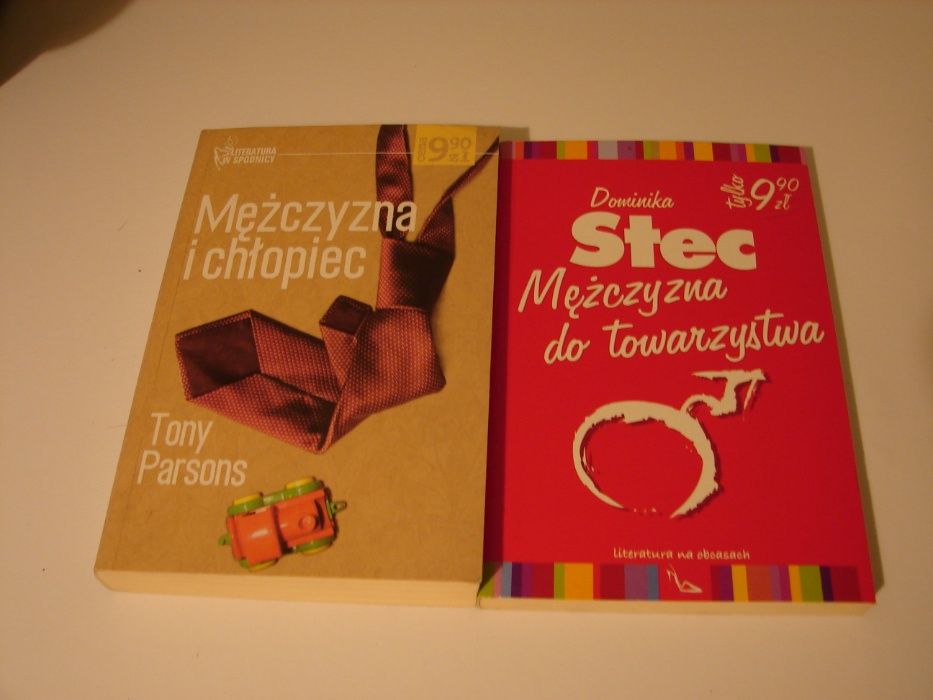 LITERATURA
W SPÓDNICY
cena 9 90 zł
Mężczyzna
i chłopiec
Tony
Parsons
Dominika
Stec
tylko 9 90 zł
Mężczyzna
do towarzystwa
literatura na obcasach